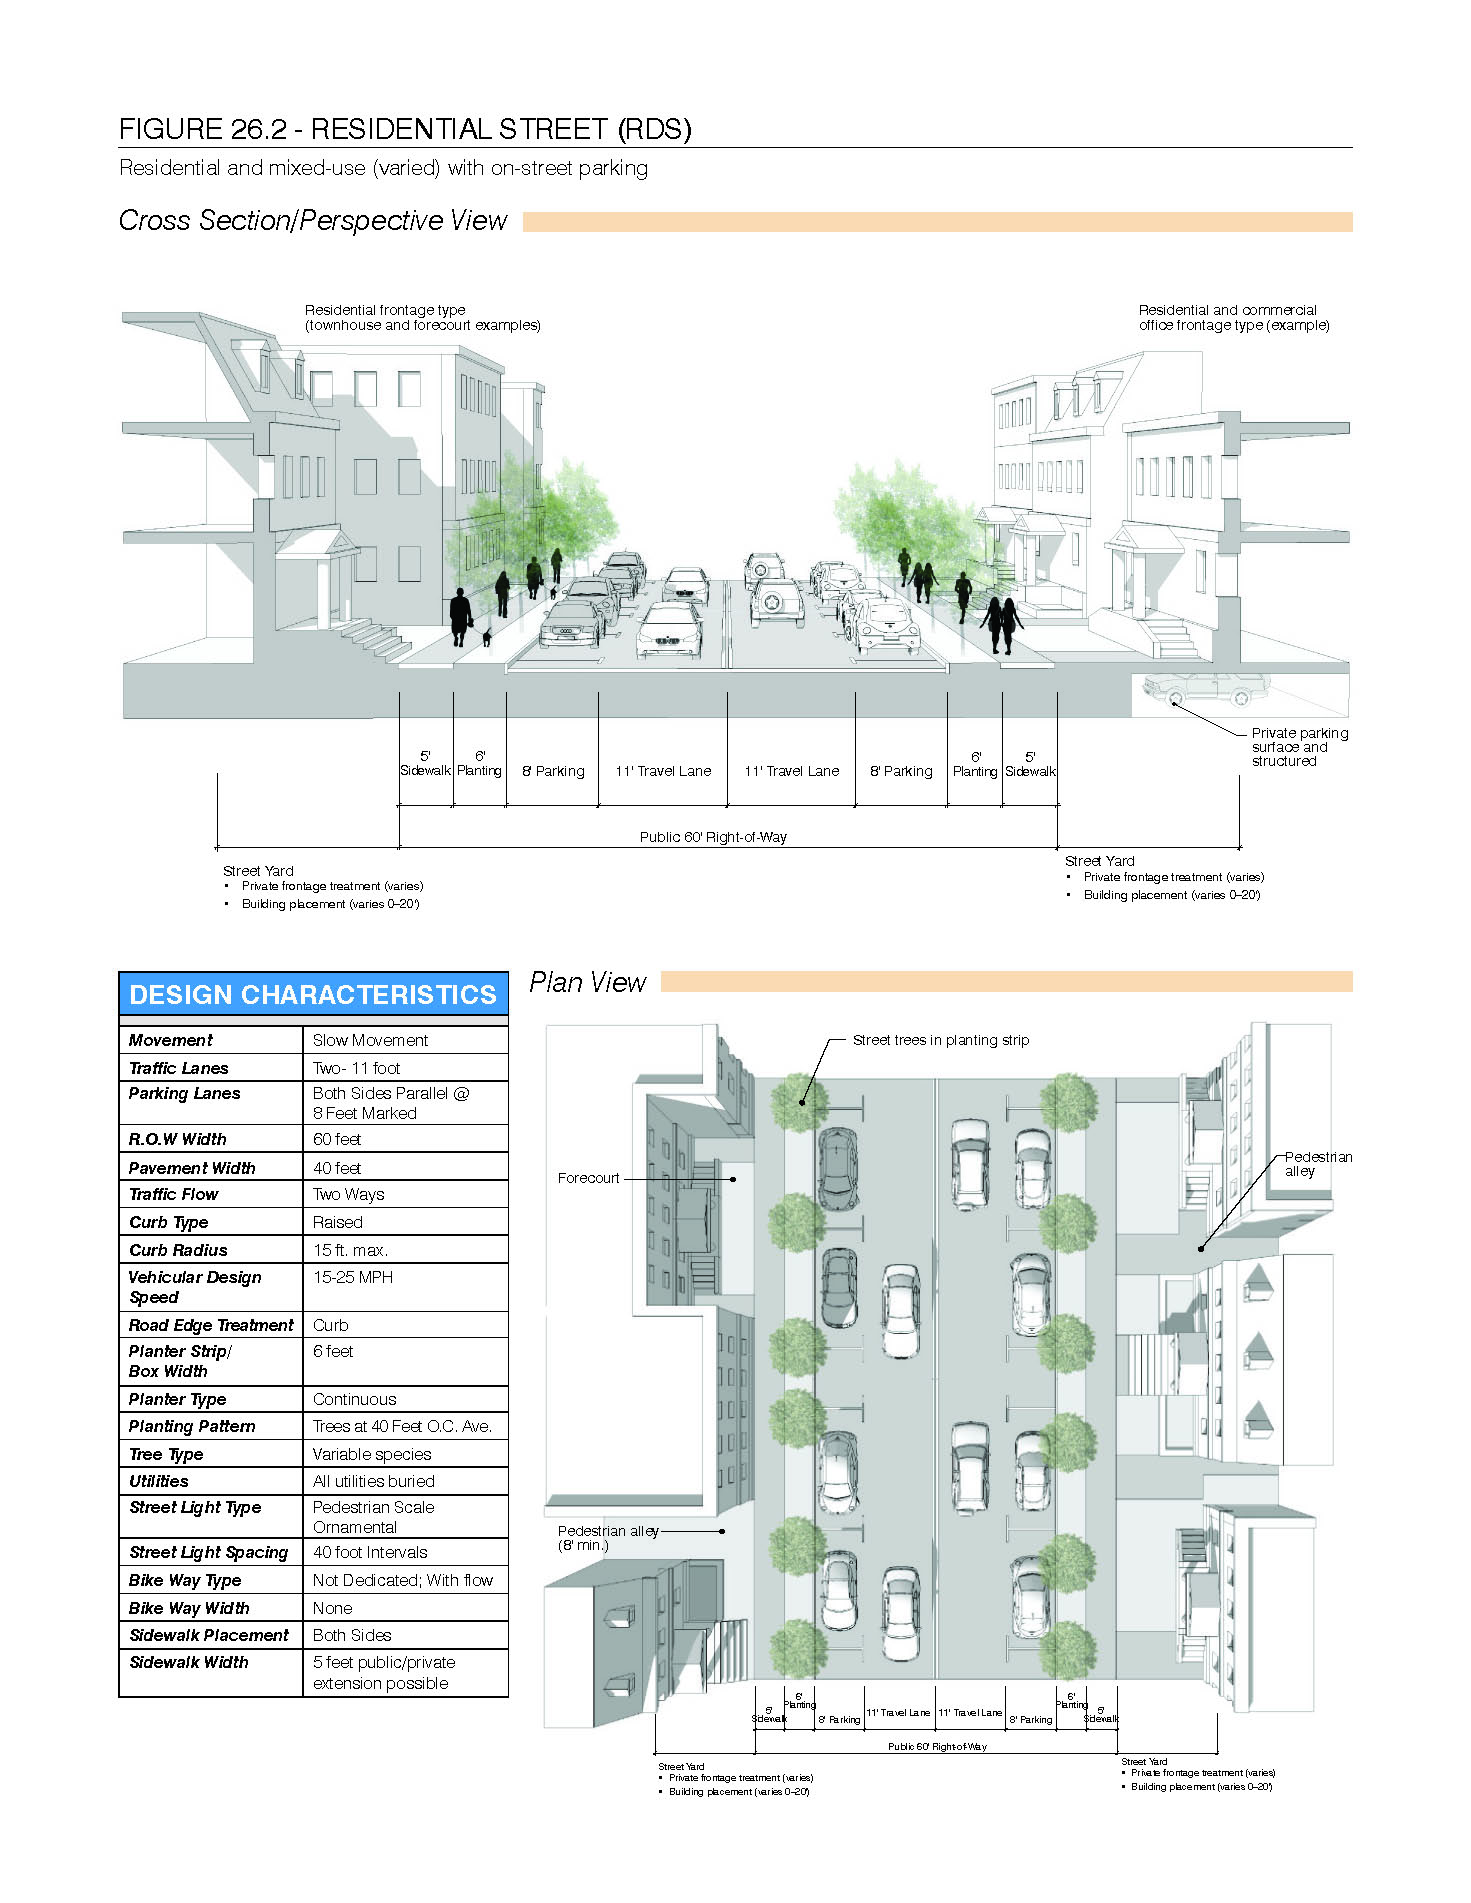 FIGURE 26.2 - RESIDENTIAL STREET (RDS)
Residential and mixed-use (varied) with on-street parking
Cross Section/Perspective View
Residential frontage type
(townhouse and forecourt examples)
Residential and commercial
office frontage type (example)
Private parking
surface and
structured
5'
Sidewalk
6'
Planting
8' Parking
11' Travel Lane
11' Travel Lane
8' Parking
6'
Planting
5'
Sidewalk
Public 60' Right-of-Way
Street Yard
• Private frontage treatment (varies)
• Building placement (varies 0–20')
Street Yard
• Private frontage treatment (varies)
• Building placement (varies 0–20')
DESIGN CHARACTERISTICS
Movement Slow Movement
Traffic Lanes Two- 11 foot
Parking Lanes Both Sides Parallel @
8 Feet Marked
R.O.W Width 60 feet
Pavement Width 40 feet
Traffic Flow Two Ways
Curb Type Raised
Curb Radius 15 ft. max.
Vehicular Design 15-25 MPH
Speed
Road Edge Treatment Curb
Planter Strip/ 6 feet
Box Width
Planter Type Continuous
Planting Pattern Trees at 40 Feet O.C. Ave.
Tree Type Variable species
Utilities All utilities buried
Street Light Type Pedestrian Scale
Ornamental
Street Light Spacing 40 foot Intervals
Bike Way Type Not Dedicated; With flow
Bike Way Width None
Sidewalk Placement Both Sides
Sidewalk Width 5 feet public/private
extension possible
Plan View
Street trees in planting strip
Forecourt
Pedestrian
alley
Pedestrian alley
(8' min.)
5'
Sidewalk
6'
Planting
8' Parking
11' Travel Lane
11' Travel Lane
8' Parking
6'
Planting
5'
Sidewalk
Public 60' Right-of-Way
Street Yard
• Private frontage treatment (varies)
• Building placement (varies 0–20')
Street Yard
• Private frontage treatment (varies)
• Building placement (varies 0–20')